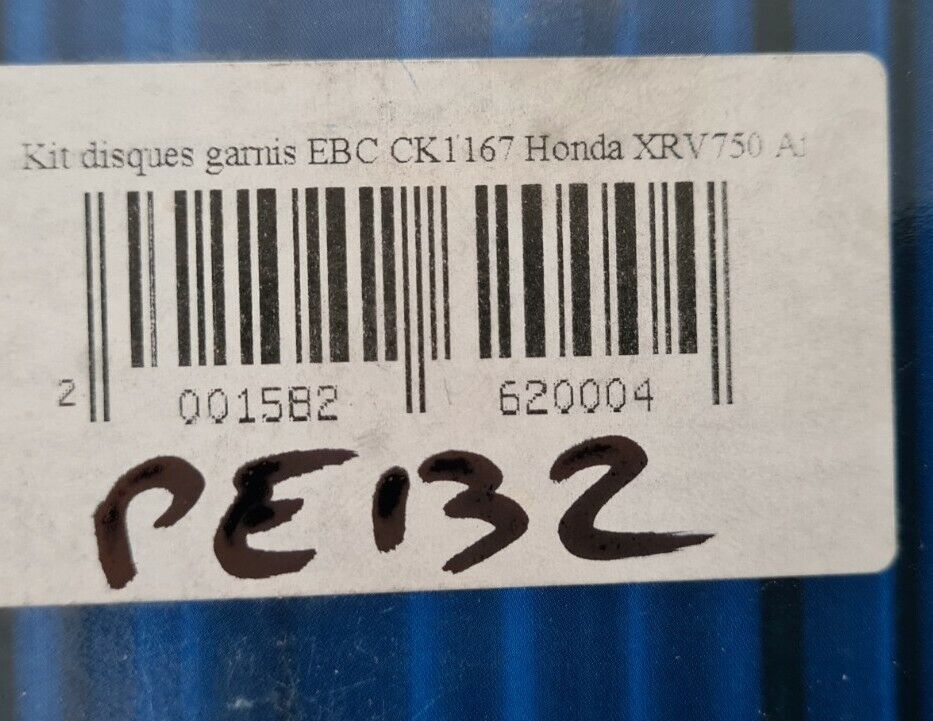 Kit disques garnis EBC CK1167 Honda XRV750
2 001582 620004
PE132